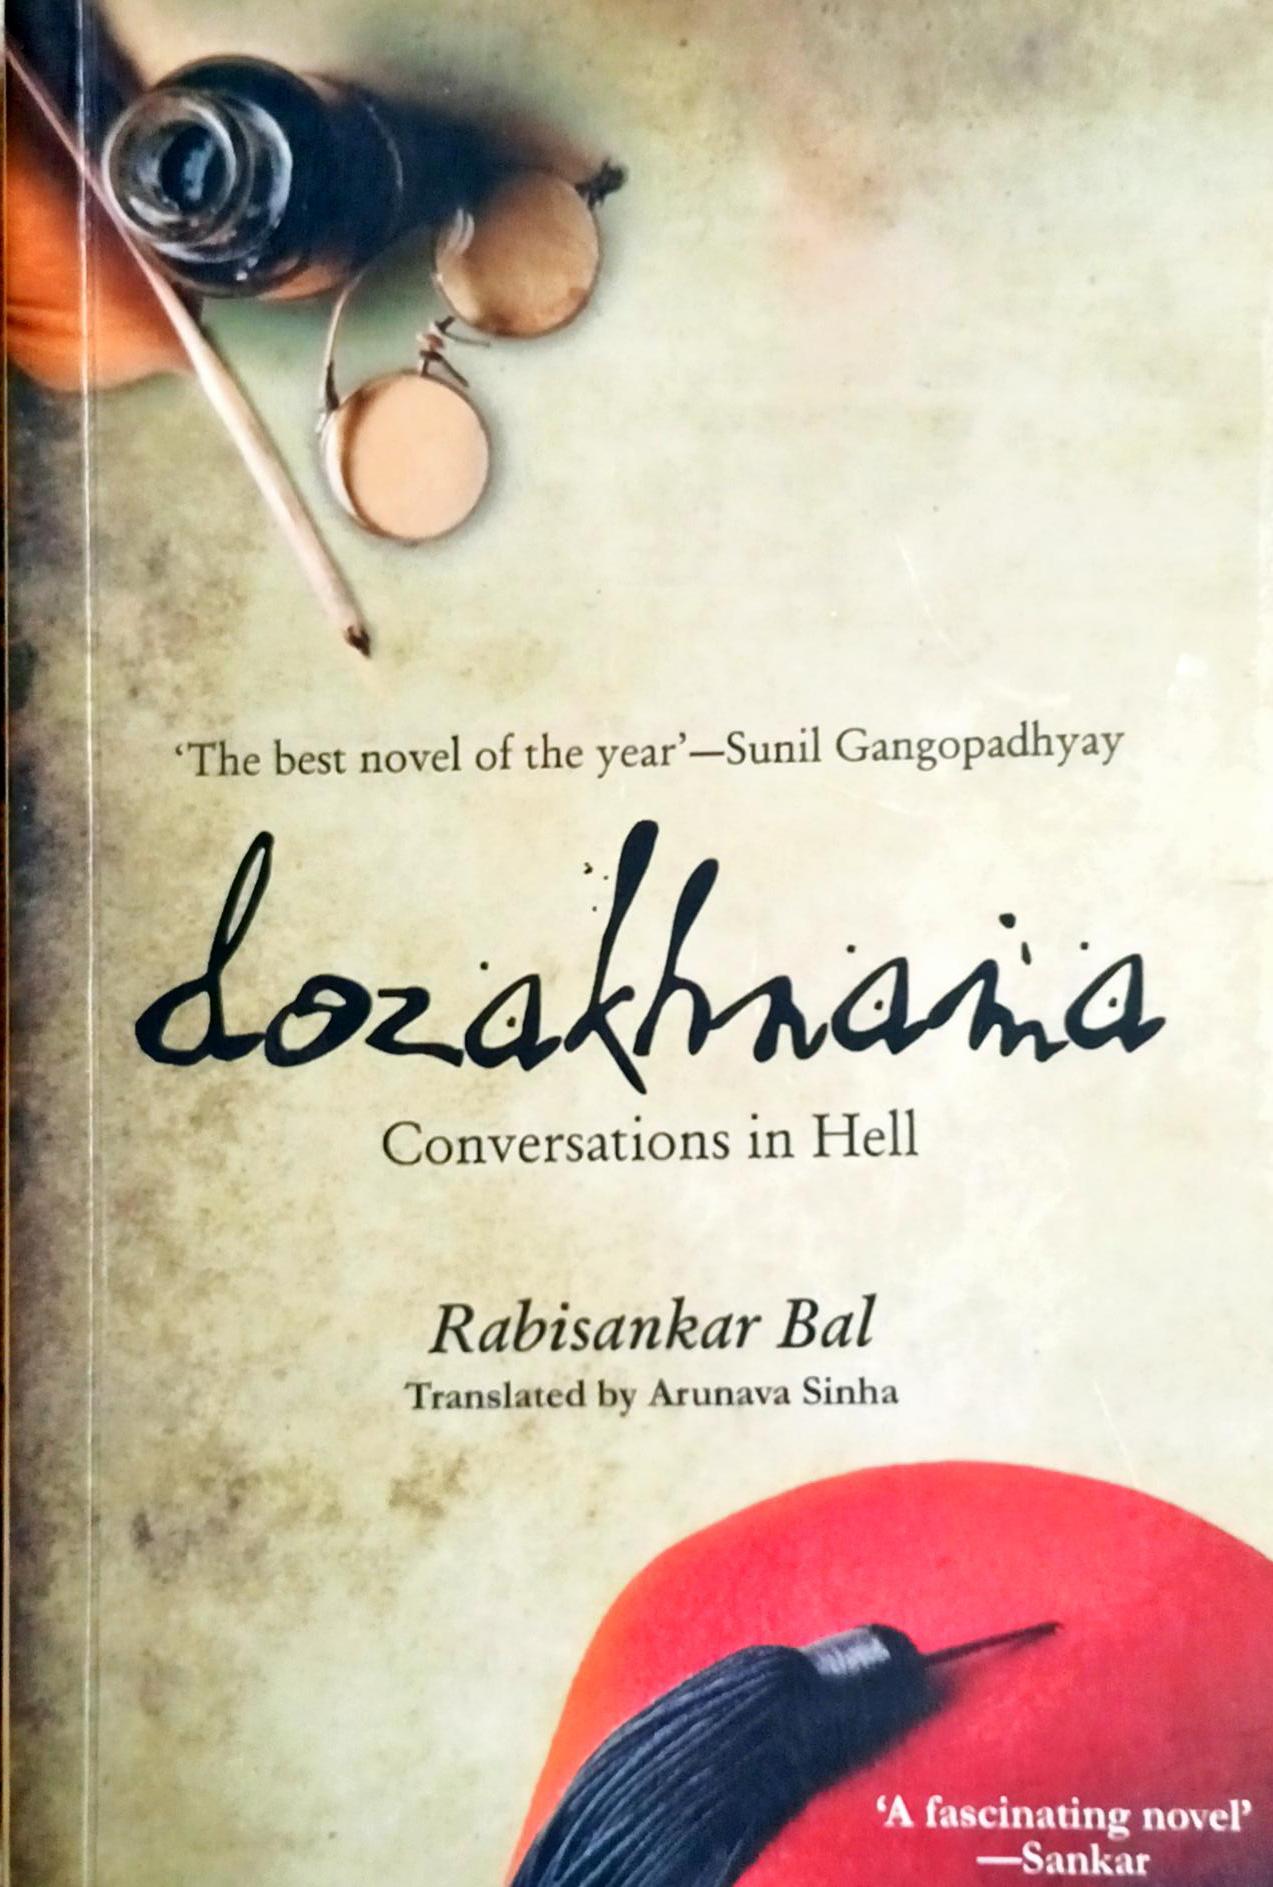 ‘The best novel of the year’—Sunil Gangopadhyay
dozakhnama
Conversations in Hell
Rabisankar Bal
Translated by Arunava Sinha
‘A fascinating novel’
—Sankar